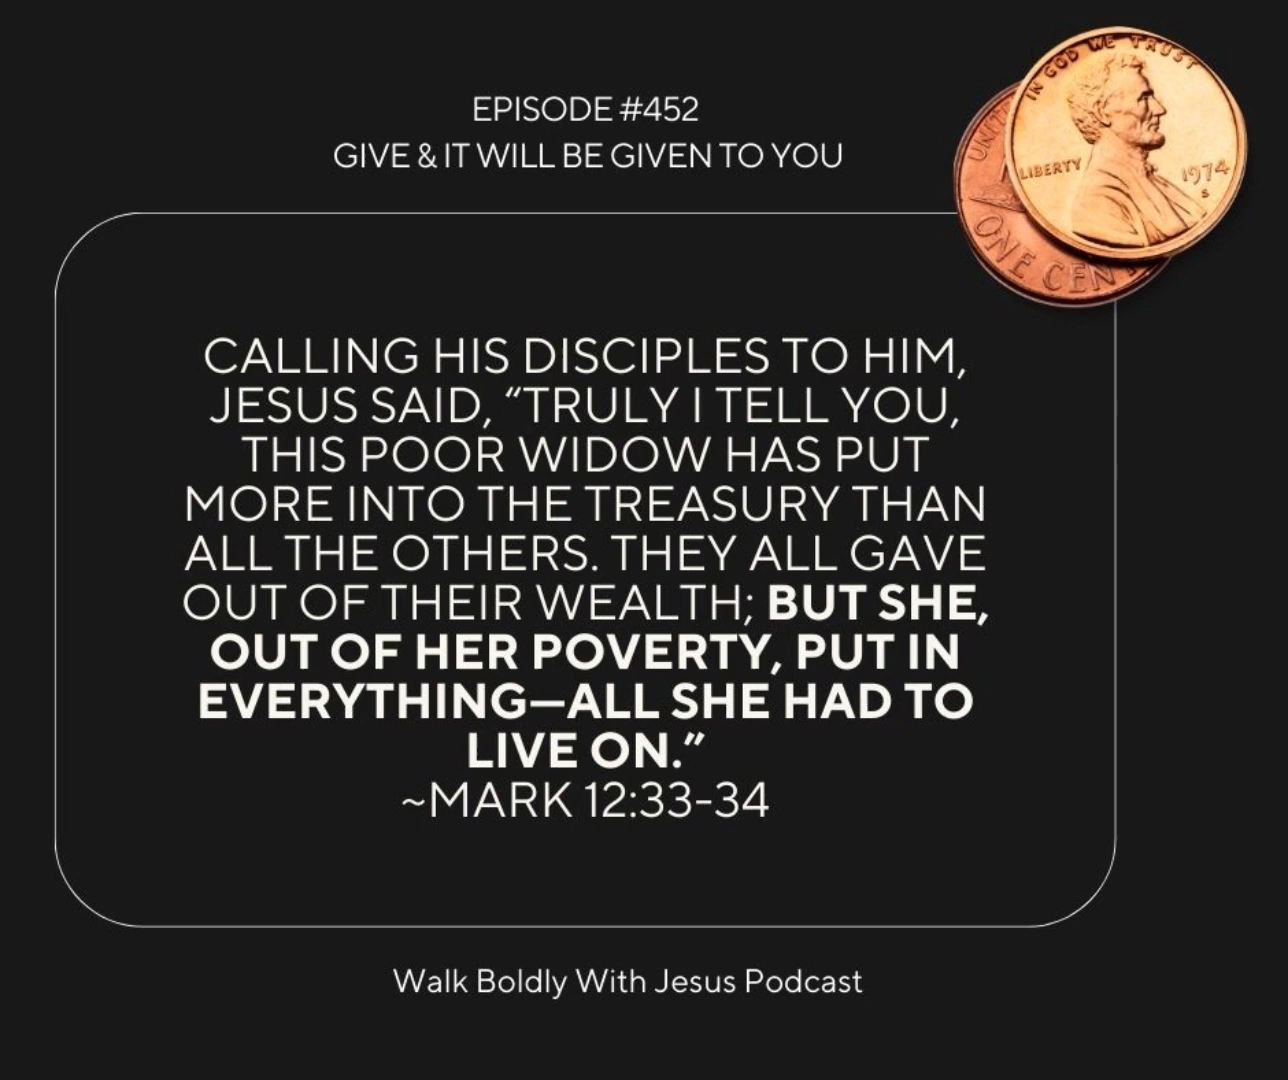 EPISODE #452
GIVE & IT WILL BE GIVEN TO YOU
IN GOD WE TRUST
LIBERTY
1974
S
UNIT
ONE CEN
CALLING HIS DISCIPLES TO HIM,
JESUS SAID, “TRULY I TELL YOU,
THIS POOR WIDOW HAS PUT
MORE INTO THE TREASURY THAN
ALL THE OTHERS. THEY ALL GAVE
OUT OF THEIR WEALTH; BUT SHE,
OUT OF HER POVERTY, PUT IN
EVERYTHING—ALL SHE HAD TO
LIVE ON.”
~MARK 12:33-34
Walk Boldly With Jesus Podcast